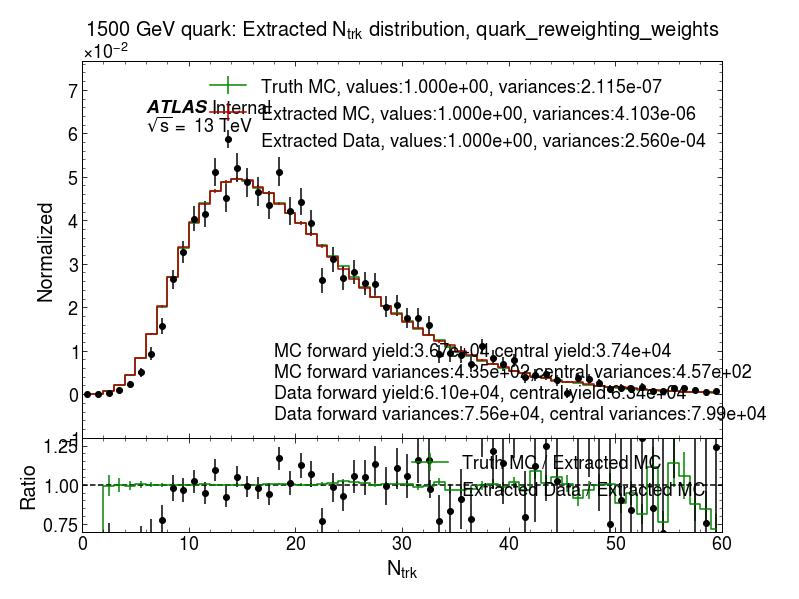 1500 GeV quark: Extracted Ntrk distribution, quark_reweighting_weights
×10−2
Truth MC, values:1.000e+00, variances:2.115e-07
ATLAS Internal
Extracted MC, values:1.000e+00, variances:4.103e-06
√s = 13 TeV
Extracted Data, values:1.000e+00, variances:2.560e-04
7
6
5
4
3
2
1
0
−1
Normalized
MC forward yield:3.67e+04,central yield:3.74e+04
MC forward variances:4.35e+02,central variances:4.57e+02
Data forward yield:6.10e+04, central yield:6.34e+04
Data forward variances:7.56e+04, central variances:7.99e+04
1.25
1.00
0.75
Ratio
Truth MC / Extracted MC
Extracted Data / Extracted MC
0 10 20 30 40 50 60
Ntrk